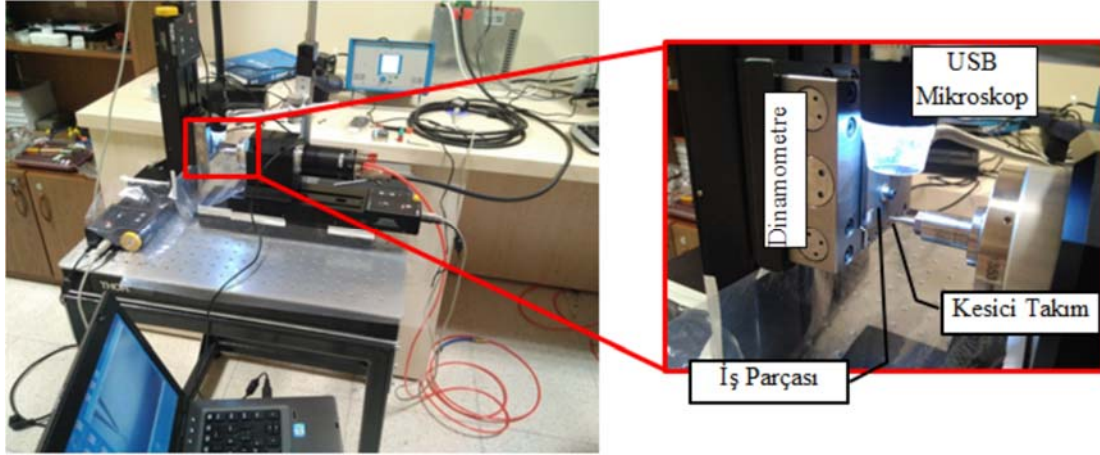 USB
Mikroskop
Dinamometre
Kesici Takım
İş Parçası